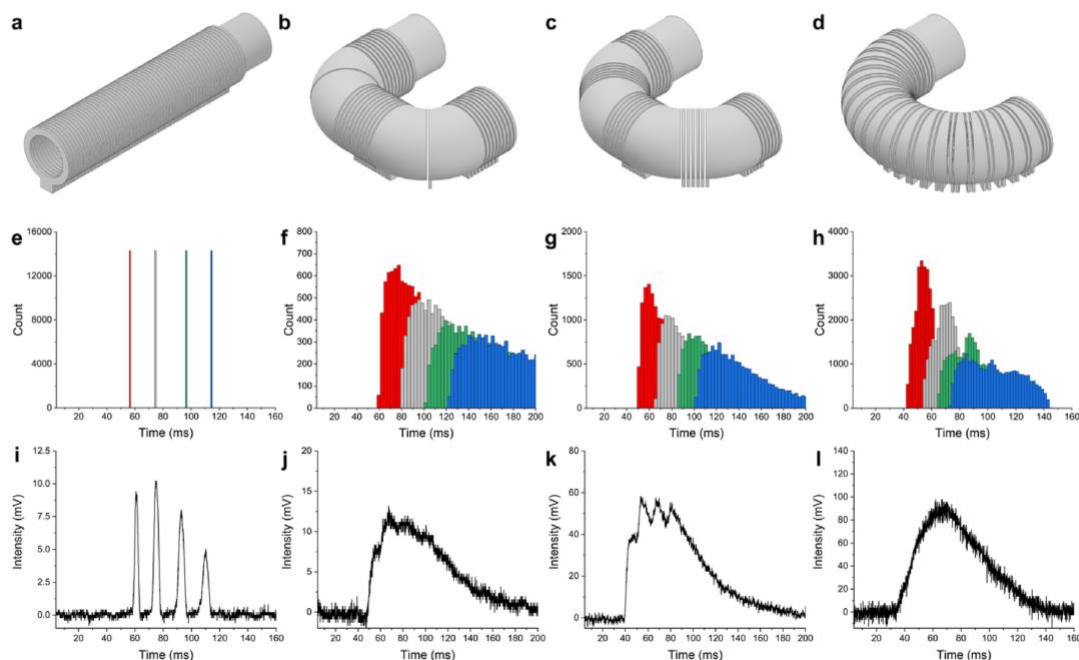 a
b
c
d
e
16000
12000
8000
4000
0
Count
0 20 40 60 80 100 120 140 160
Time (ms)
f
800
700
600
500
400
300
200
100
0
Count
0 20 40 60 80 100 120 140 160 180 200
Time (ms)
g
2000
1500
1000
500
0
Count
0 20 40 60 80 100 120 140 160 180 200
Time (ms)
h
4000
3000
2000
1000
0
Count
0 20 40 60 80 100 120 140 160
Time (ms)
i
12.5
10.0
7.5
5.0
2.5
0.0
Intensity (mV)
20 40 60 80 100 120 140 160
Time (ms)
j
20
15
10
5
0
Intensity (mV)
20 40 60 80 100 120 140 160 180 200
Time (ms)
k
80
60
40
20
0
Intensity (mV)
20 40 60 80 100 120 140 160 180 200
Time (ms)
l
140
120
100
80
60
40
20
0
Intensity (mV)
20 40 60 80 100 120 140 160
Time (ms)